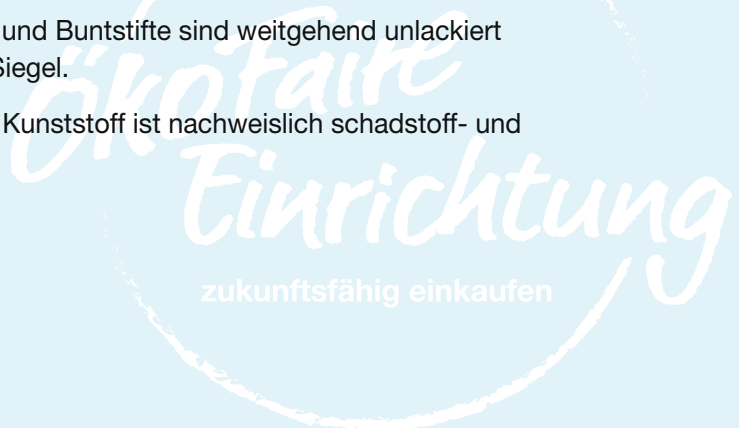 und Buntstifte sind weitgehend unlackiert
Siegel.
ÖkoFaire
Kunststoff ist nachweislich schadstoff- und
Einrichtung
zukunftsfähig einkaufen